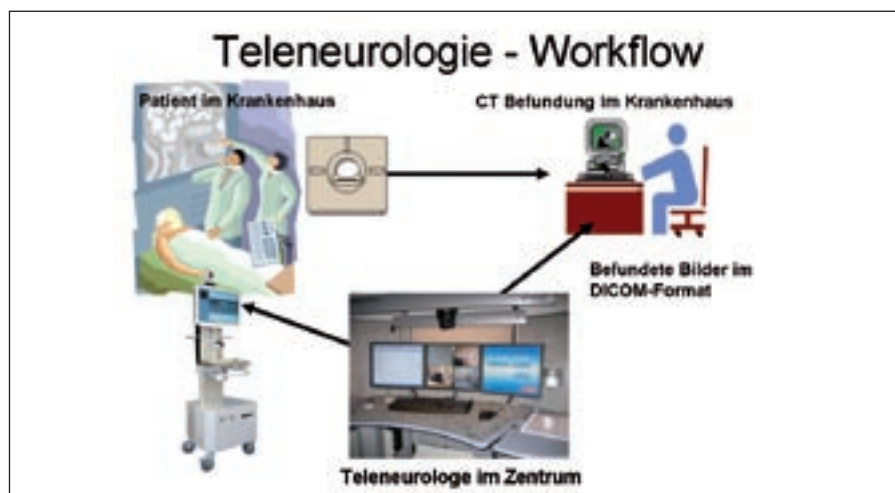 Teleneurologie - Workflow
Patient im Krankenhaus
CT Befundung im Krankenhaus
Befundete Bilder im
DICOM-Format
Teleneurologe im Zentrum